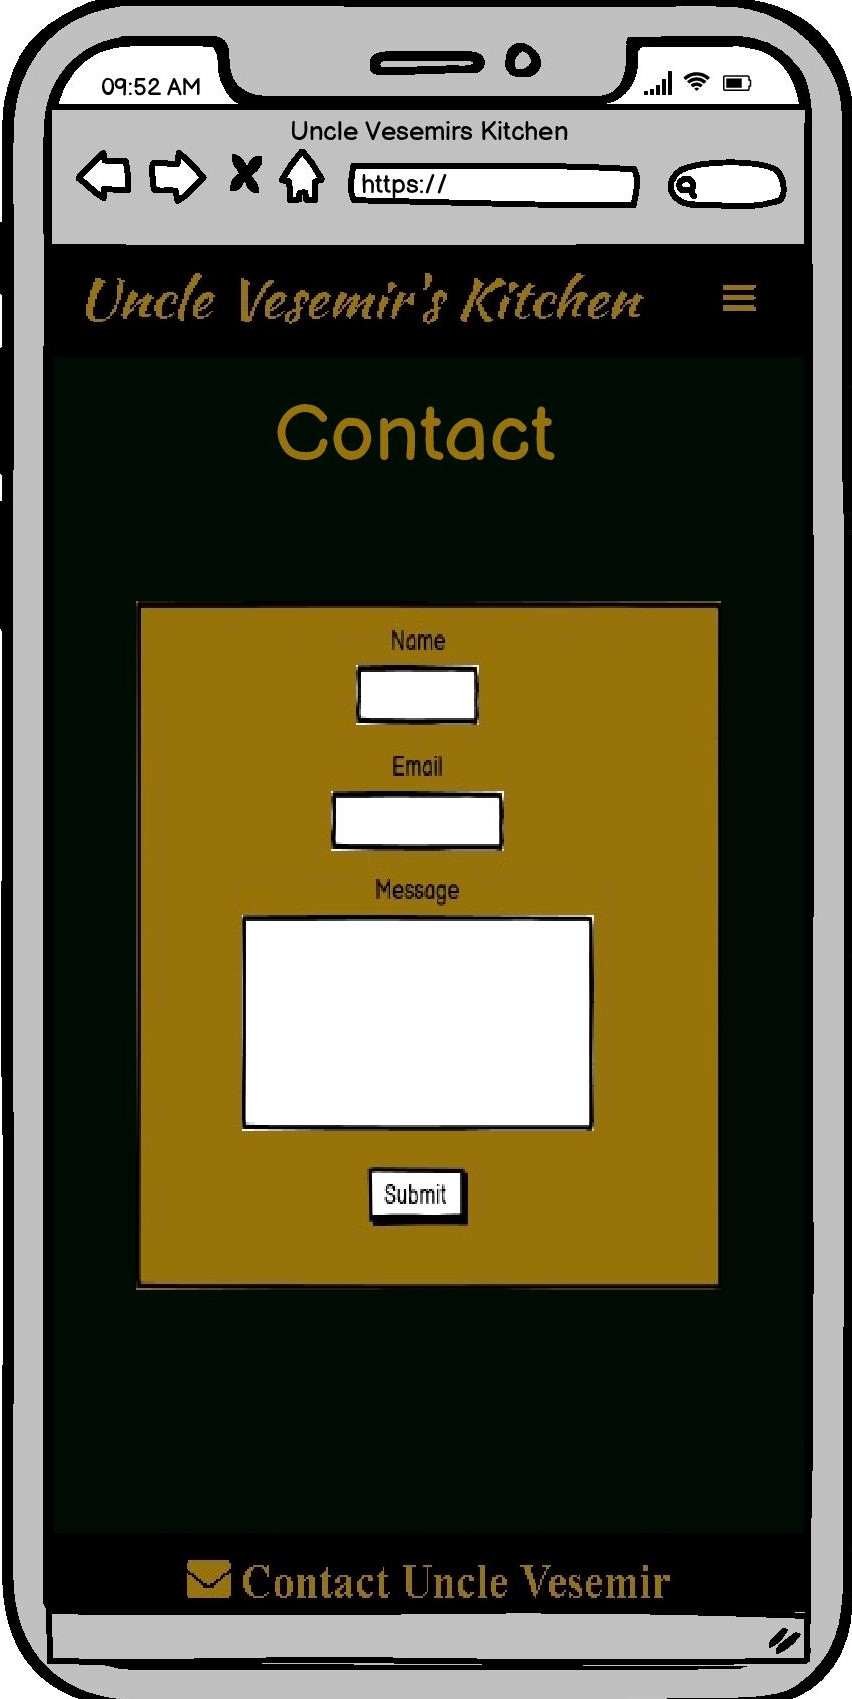 09:52 AM
Uncle Vesemirs Kitchen
https://
Uncle Vesemir's Kitchen
Contact
Name
Email
Message
Submit
Contact Uncle Vesemir